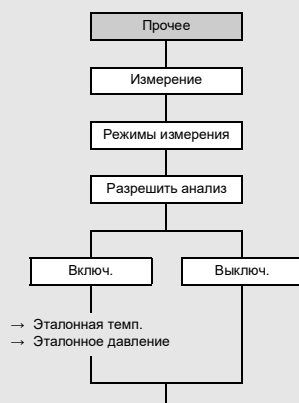 Прочее
Измерение
Режимы измерения
Разрешить анализ
Включ.
Выключ.
→ Эталонная темп.
→ Эталонное давление